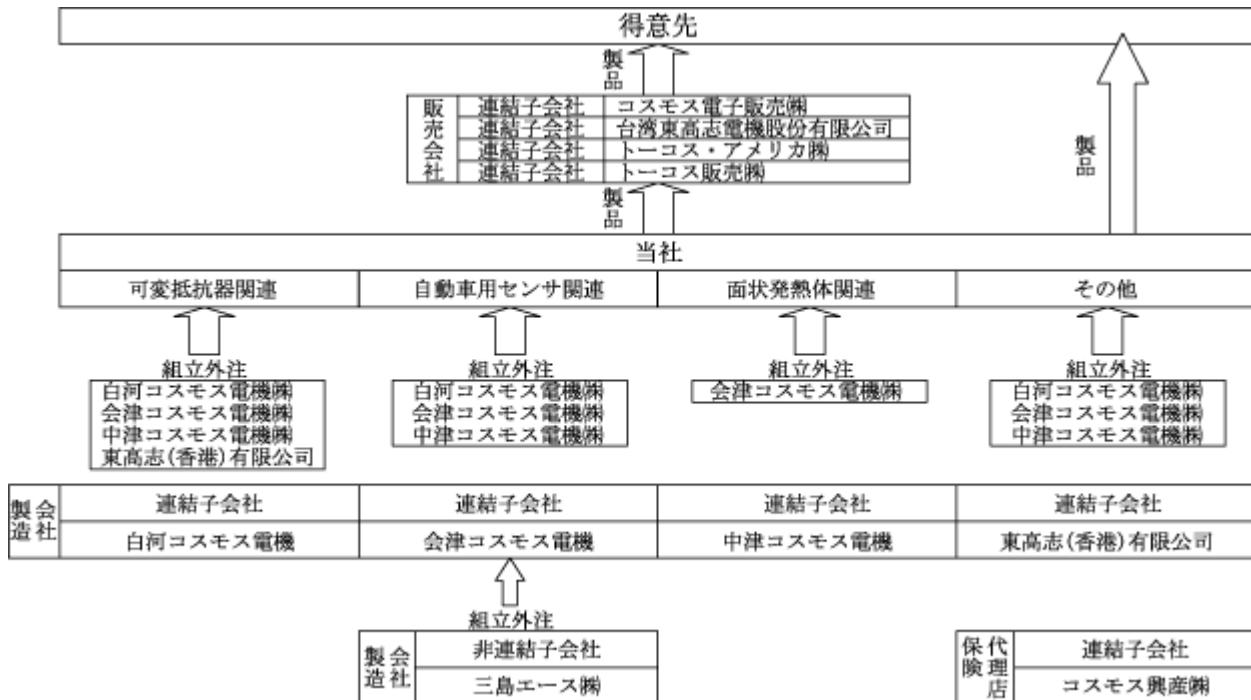 得意先
製品
販売会社
連結子会社 コスモス電子販売㈱
連結子会社 台湾東高志電機股份有限公司
連結子会社 トーコス・アメリカ㈱
連結子会社 トーコス販売㈱
製品
製品
当社
可変抵抗器関連 自動車用センサ関連 面状発熱体関連 その他
組立外注 組立外注 組立外注 組立外注
白河コスモス電機㈱ 白河コスモス電機㈱ 会津コスモス電機㈱ 白河コスモス電機㈱
会津コスモス電機㈱ 会津コスモス電機㈱ 会津コスモス電機㈱
中津コスモス電機㈱ 中津コスモス電機㈱ 中津コスモス電機㈱
東高志(香港)有限公司
製造会社
連結子会社 連結子会社 連結子会社 連結子会社
白河コスモス電機 会津コスモス電機 中津コスモス電機 東高志(香港)有限公司
組立外注
製造会社
非連結子会社
三島エース㈱
保険代理店
連結子会社
コスモス興産㈱